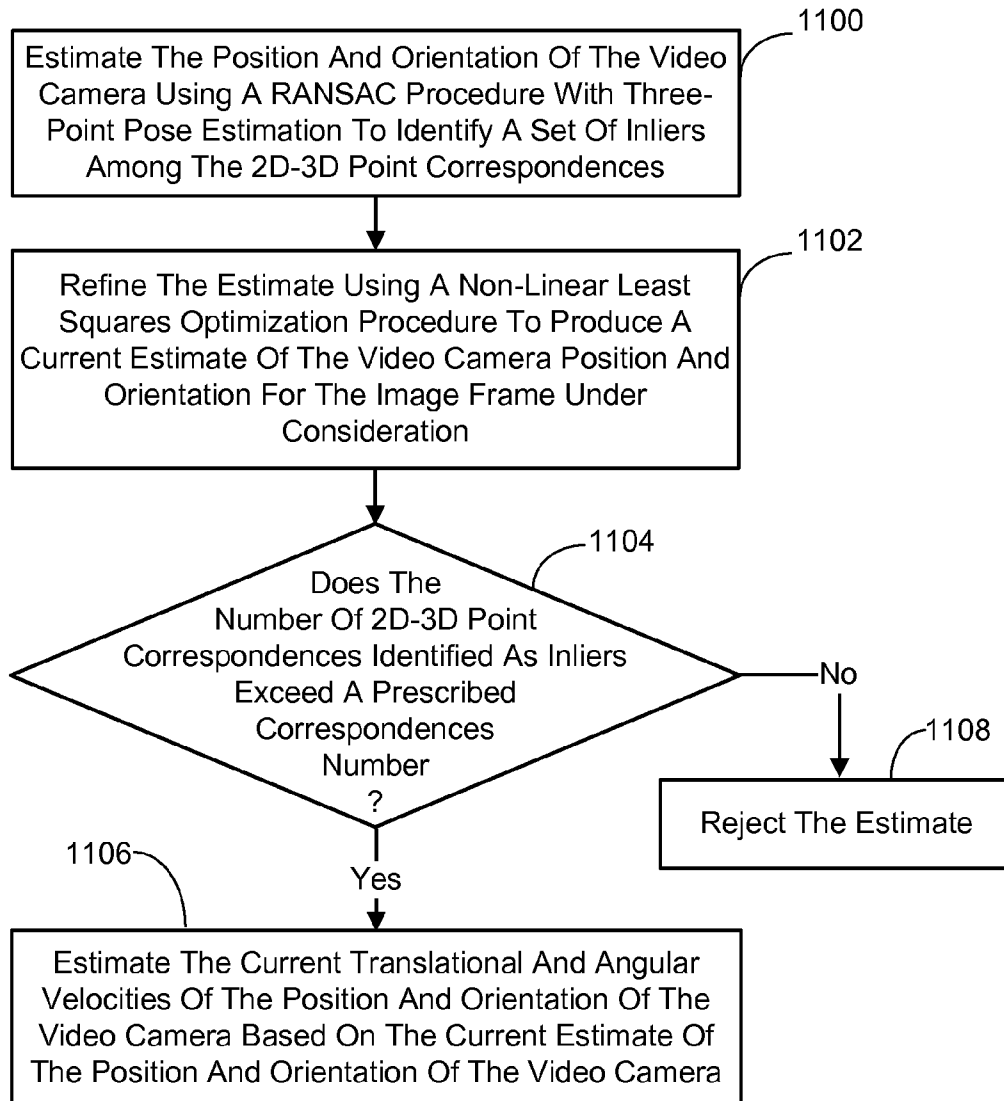 1100
Estimate The Position And Orientation Of The Video
Camera Using A RANSAC Procedure With Three-
Point Pose Estimation To Identify A Set Of Inliers
Among The 2D-3D Point Correspondences
1102
Refine The Estimate Using A Non-Linear Least
Squares Optimization Procedure To Produce A
Current Estimate Of The Video Camera Position And
Orientation For The Image Frame Under
Consideration
1104
Does The
Number Of 2D-3D Point
Correspondences Identified As Inliers
Exceed A Prescribed
Correspondences
Number
?
No
1108
Reject The Estimate
1106
Yes
Estimate The Current Translational And Angular
Velocities Of The Position And Orientation Of The
Video Camera Based On The Current Estimate Of
The Position And Orientation Of The Video Camera